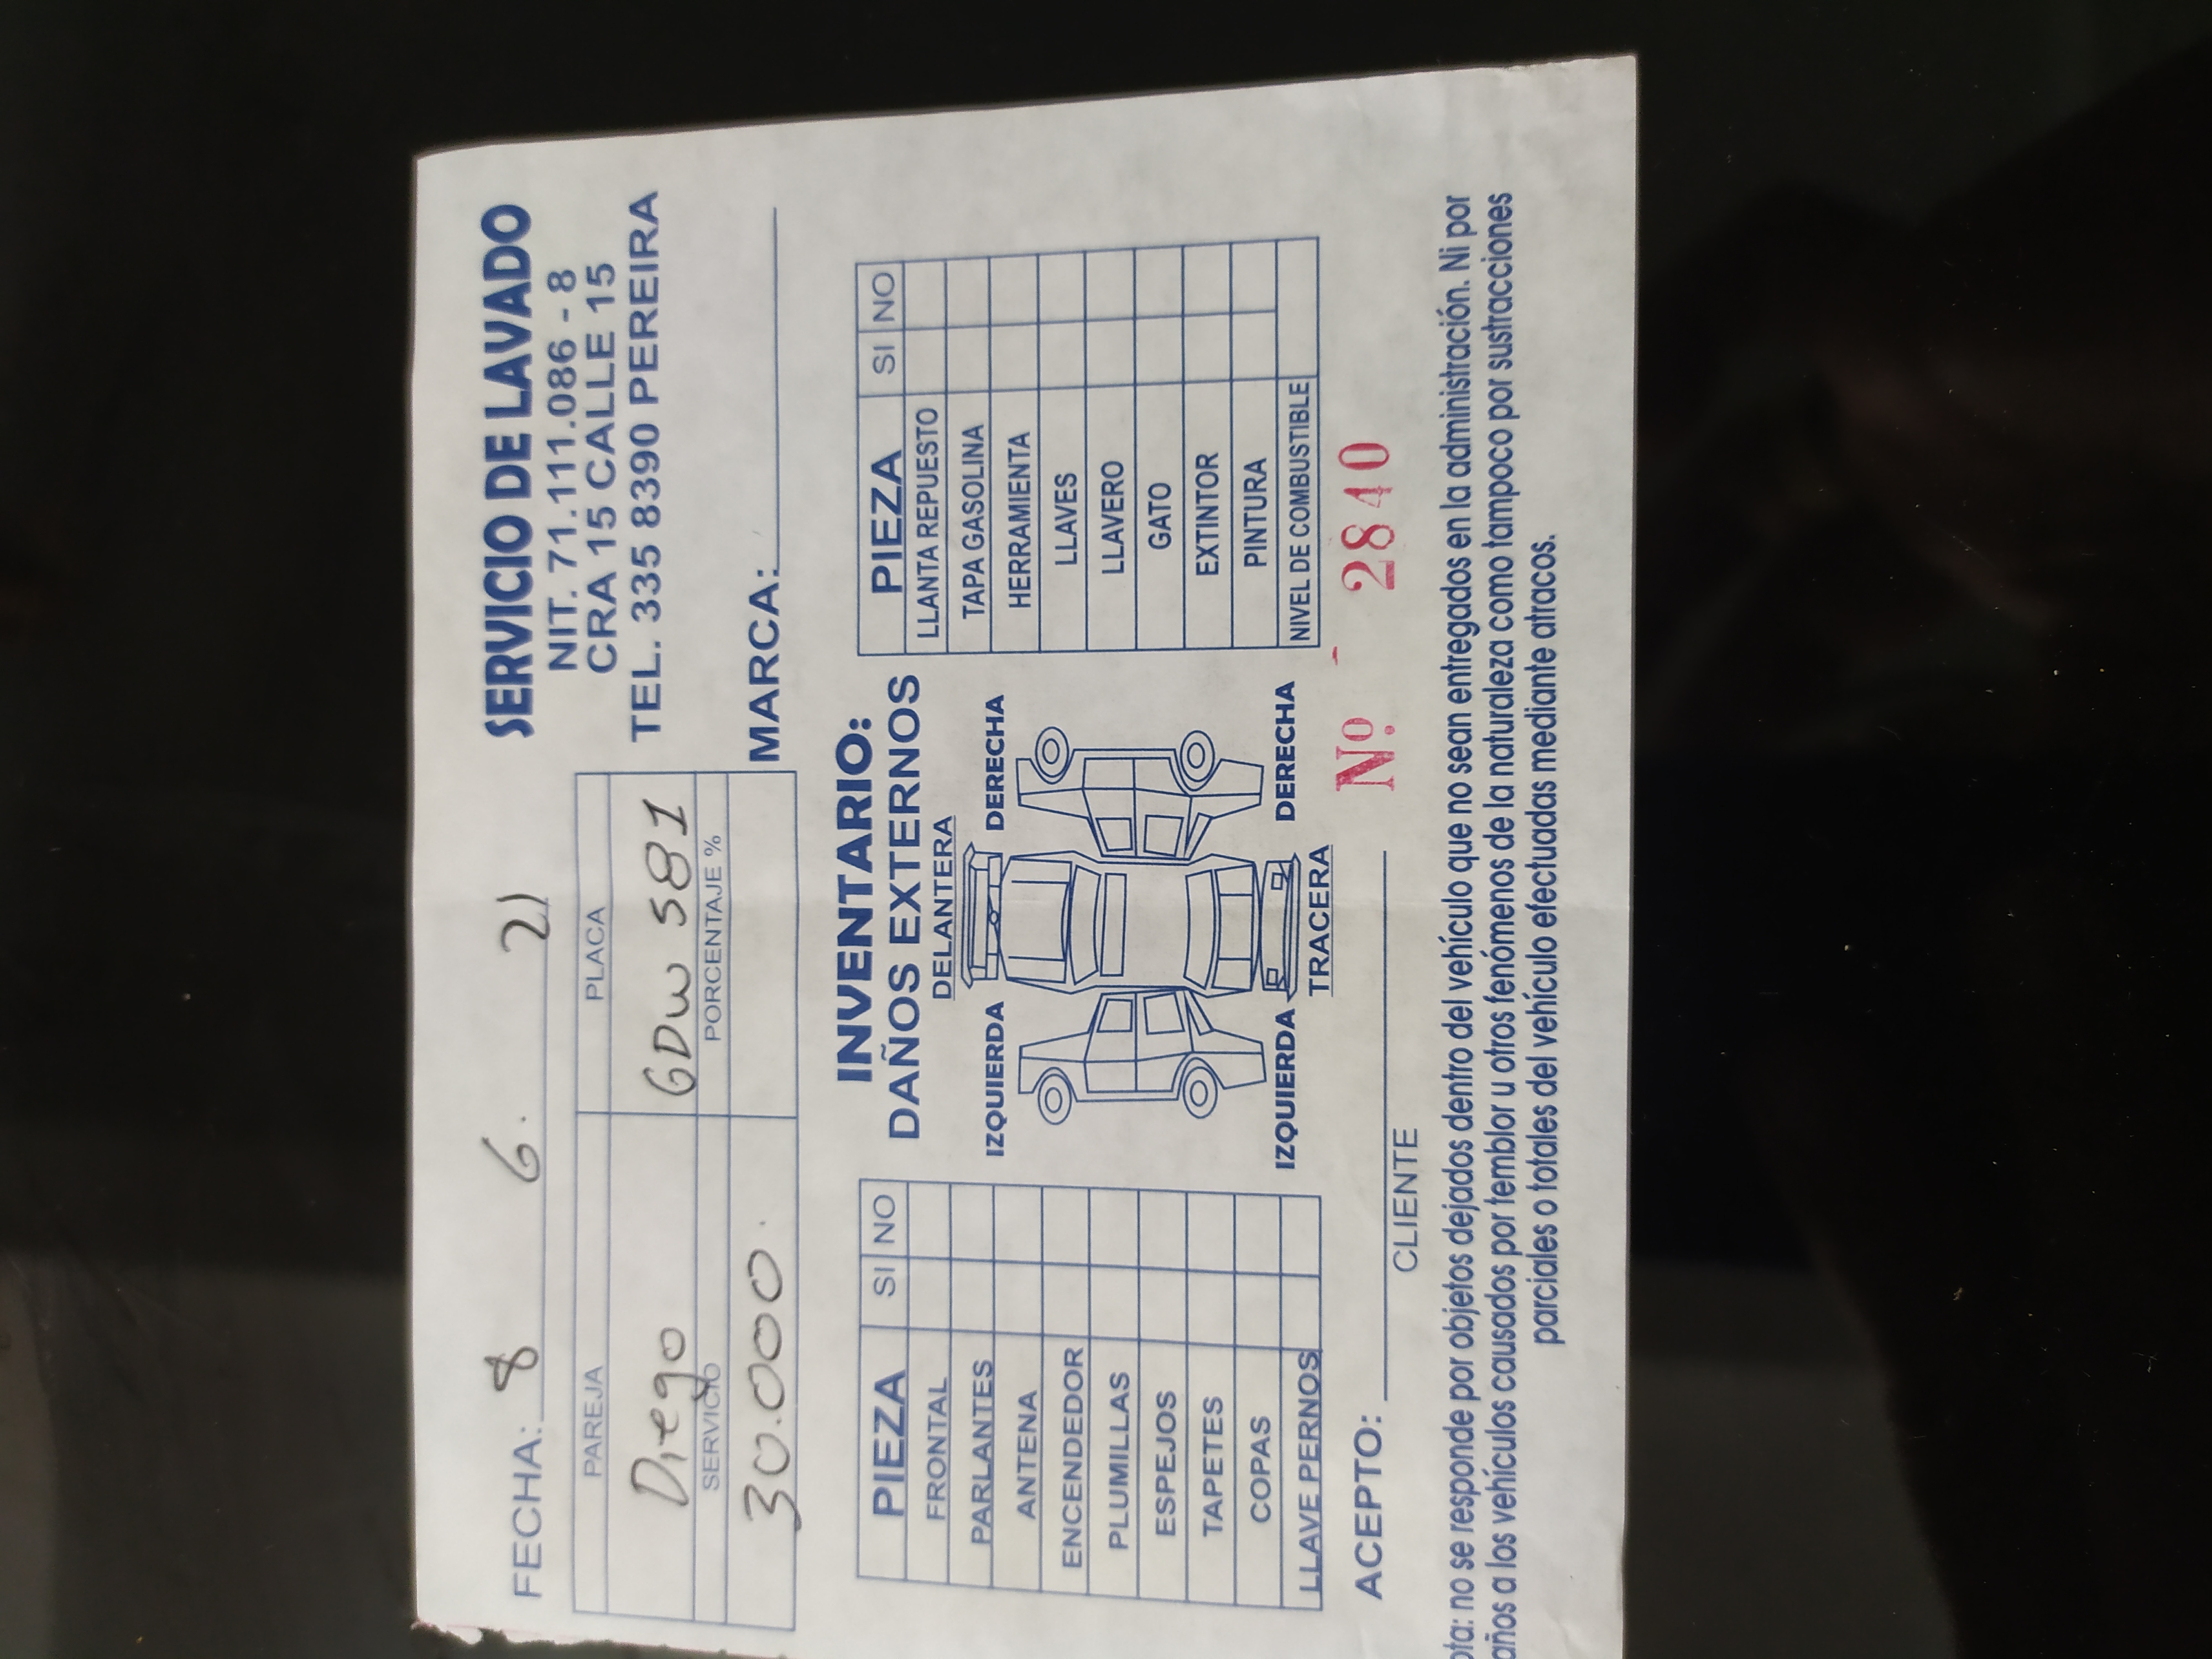 SERVICIO DE LAVADO
NIT. 71.111.086 - 8
CRA 15 CALLE 15
TEL. 335 8390 PEREIRA
FECHA: 8 6. 21
PAREJA PLACA
Diego GDW 581
SERVICIO PORCENTAJE %
30.000.
MARCA:
INVENTARIO:
DAÑOS EXTERNOS
PIEZA SI NO
FRONTAL
PARLANTES
ANTENA
ENCENDEDOR
PLUMILLAS
ESPEJOS
TAPETES
COPAS
LLAVE PERNOS
DELANTERA
IZQUIERDA DERECHA
IZQUIERDA DERECHA
TRACERA
PIEZA SI NO
LLANTA REPUESTO
TAPA GASOLINA
HERRAMIENTA
LLAVES
LLAVERO
GATO
EXTINTOR
PINTURA
NIVEL DE COMBUSTIBLE
ACEPTO:
CLIENTE
Nº - 2840
ota: no se responde por objetos dejados dentro del vehículo que no sean entregados en la administración. Ni por
años a los vehículos causados por temblor u otros fenómenos de la naturaleza como tampoco por sustracciones
parciales o totales del vehículo efectuadas mediante atracos.